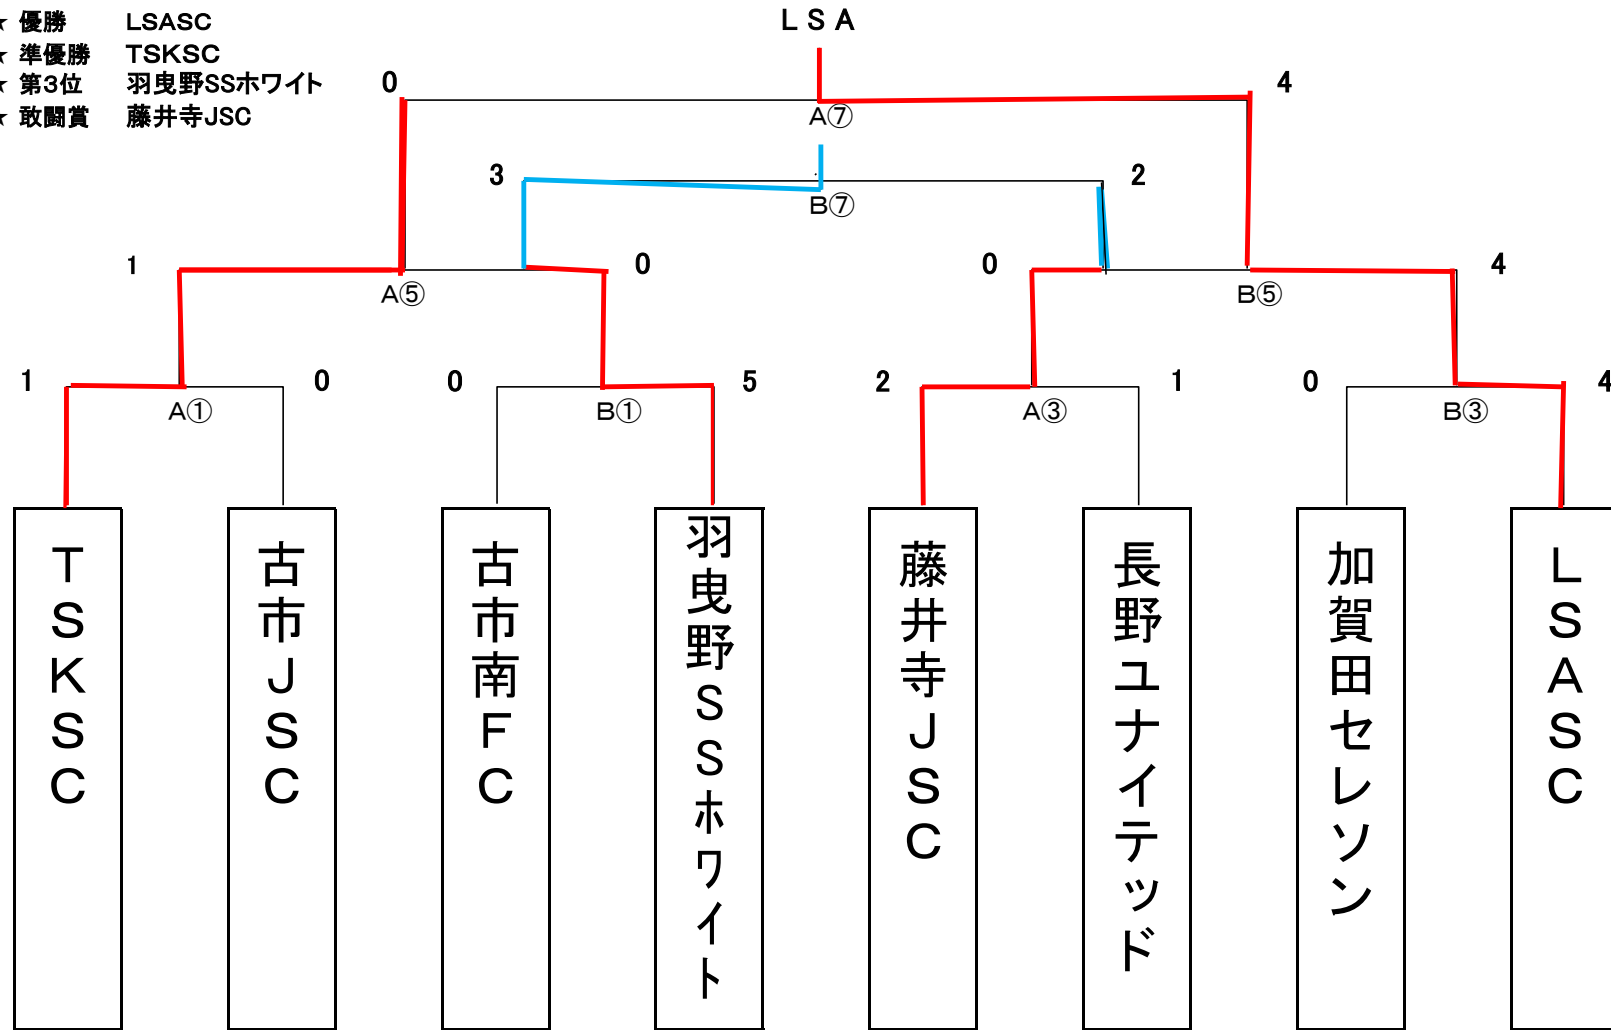 ★ 優勝 LSASC
★ 準優勝 TSKSC
★ 第3位 羽曳野SSホワイト
★ 敢闘賞 藤井寺JSC
ＬＳＡ
0 4
A⑦
3 2
B⑦
1 0 0 4
A⑤ B⑤
1 0 0 5 2 1 0 4
A① B① A③ B③
ＴＳＫＳＣ
古市ＪＳＣ
古市南ＦＣ
羽曳野ＳＳホワイト
藤井寺ＪＳＣ
長野ユナイテッド
加賀田セレソン
ＬＳＡＳＣ